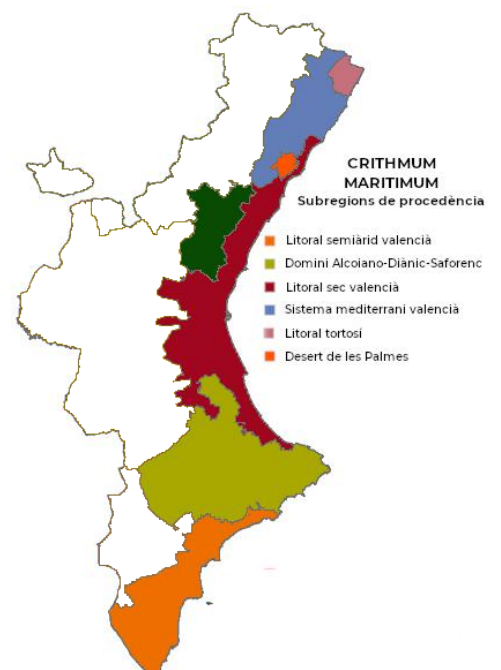 CRITHMUM
MARITIMUM
Subregions de procedència
Litoral semiàrid valencià
Domini Alcoiano-Diànic-Saforenc
Litoral sec valencià
Sistema mediterrani valencià
Litoral tortosí
Desert de les Palmes